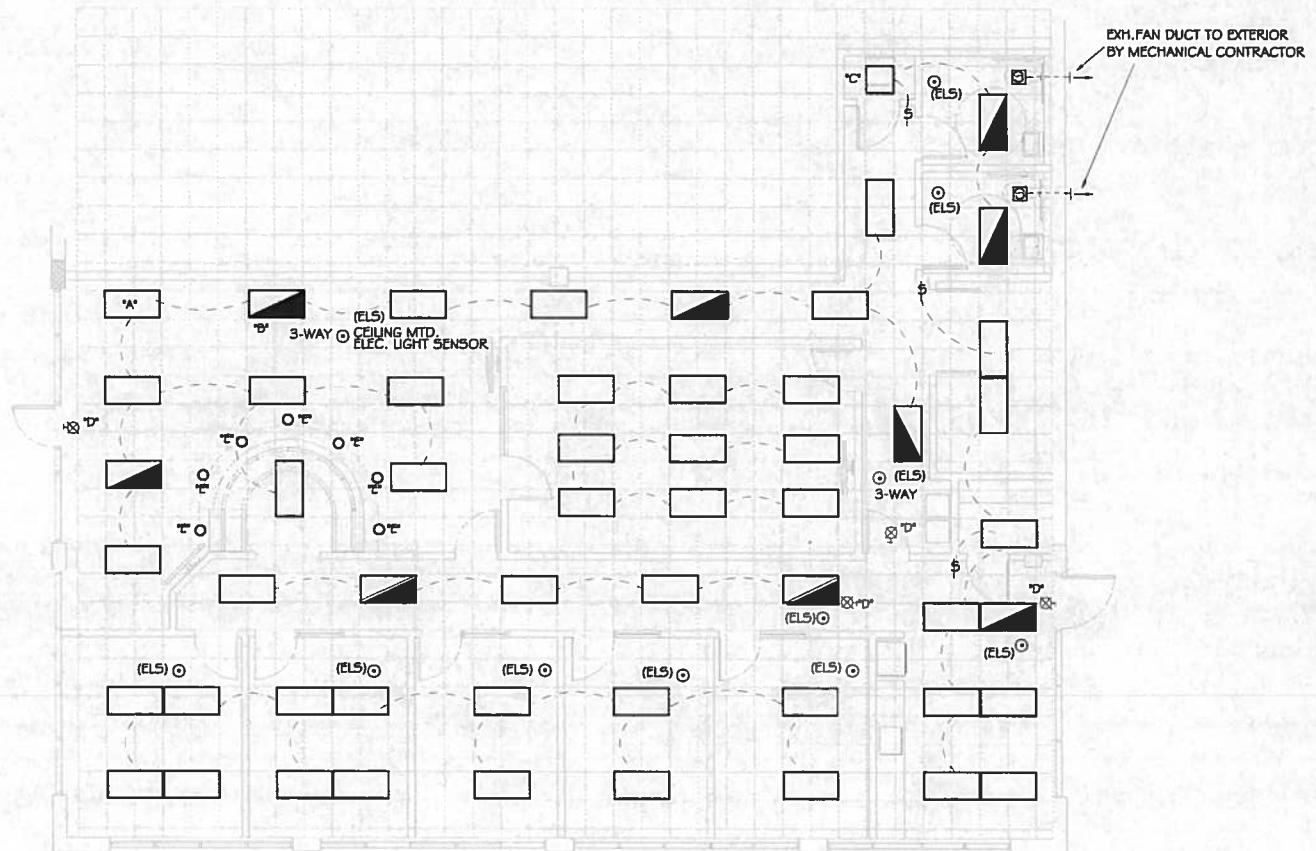 EXH.FAN DUCT TO EXTERIOR
BY MECHANICAL CONTRACTOR
"C"
(ELS)
$
(ELS)
$
"A"
"B"
(ELS)
3-WAY CEILING MTD.
ELEC. LIGHT SENSOR
"D"
"E"
"E"
"E"
"E"
"E"
"E"
"E"
(ELS)
3-WAY
"D"
$
"D"
"D"
(ELS)
(ELS)
(ELS)
(ELS)
(ELS)
(ELS)
(ELS)